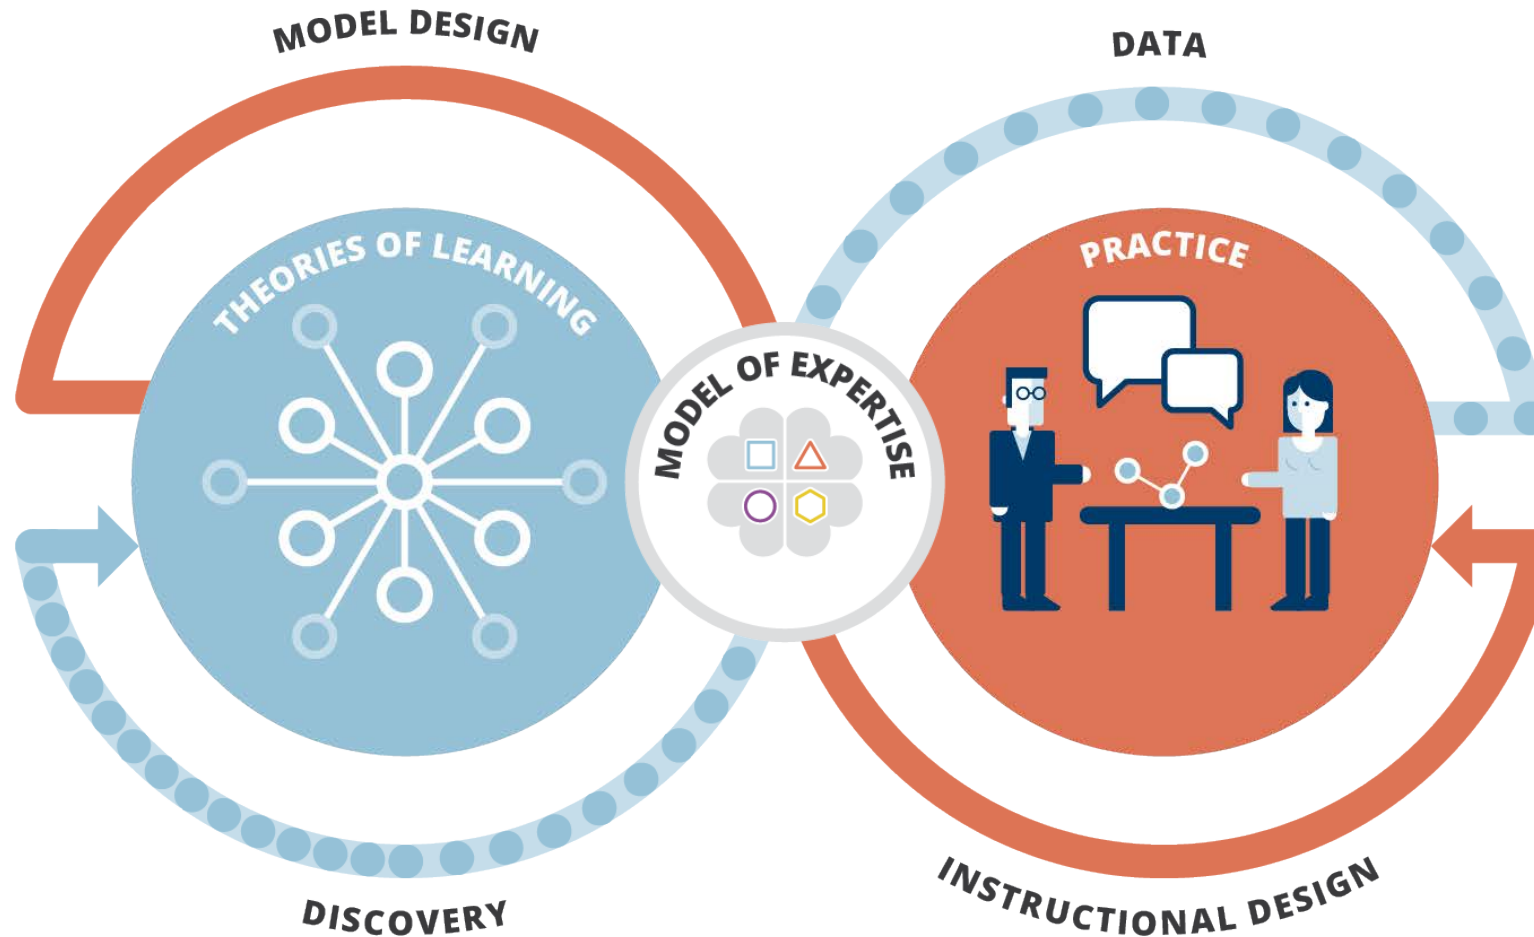 MODEL DESIGN
DATA
THEORIES OF LEARNING
PRACTICE
MODEL OF EXPERTISE
DISCOVERY
INSTRUCTIONAL DESIGN